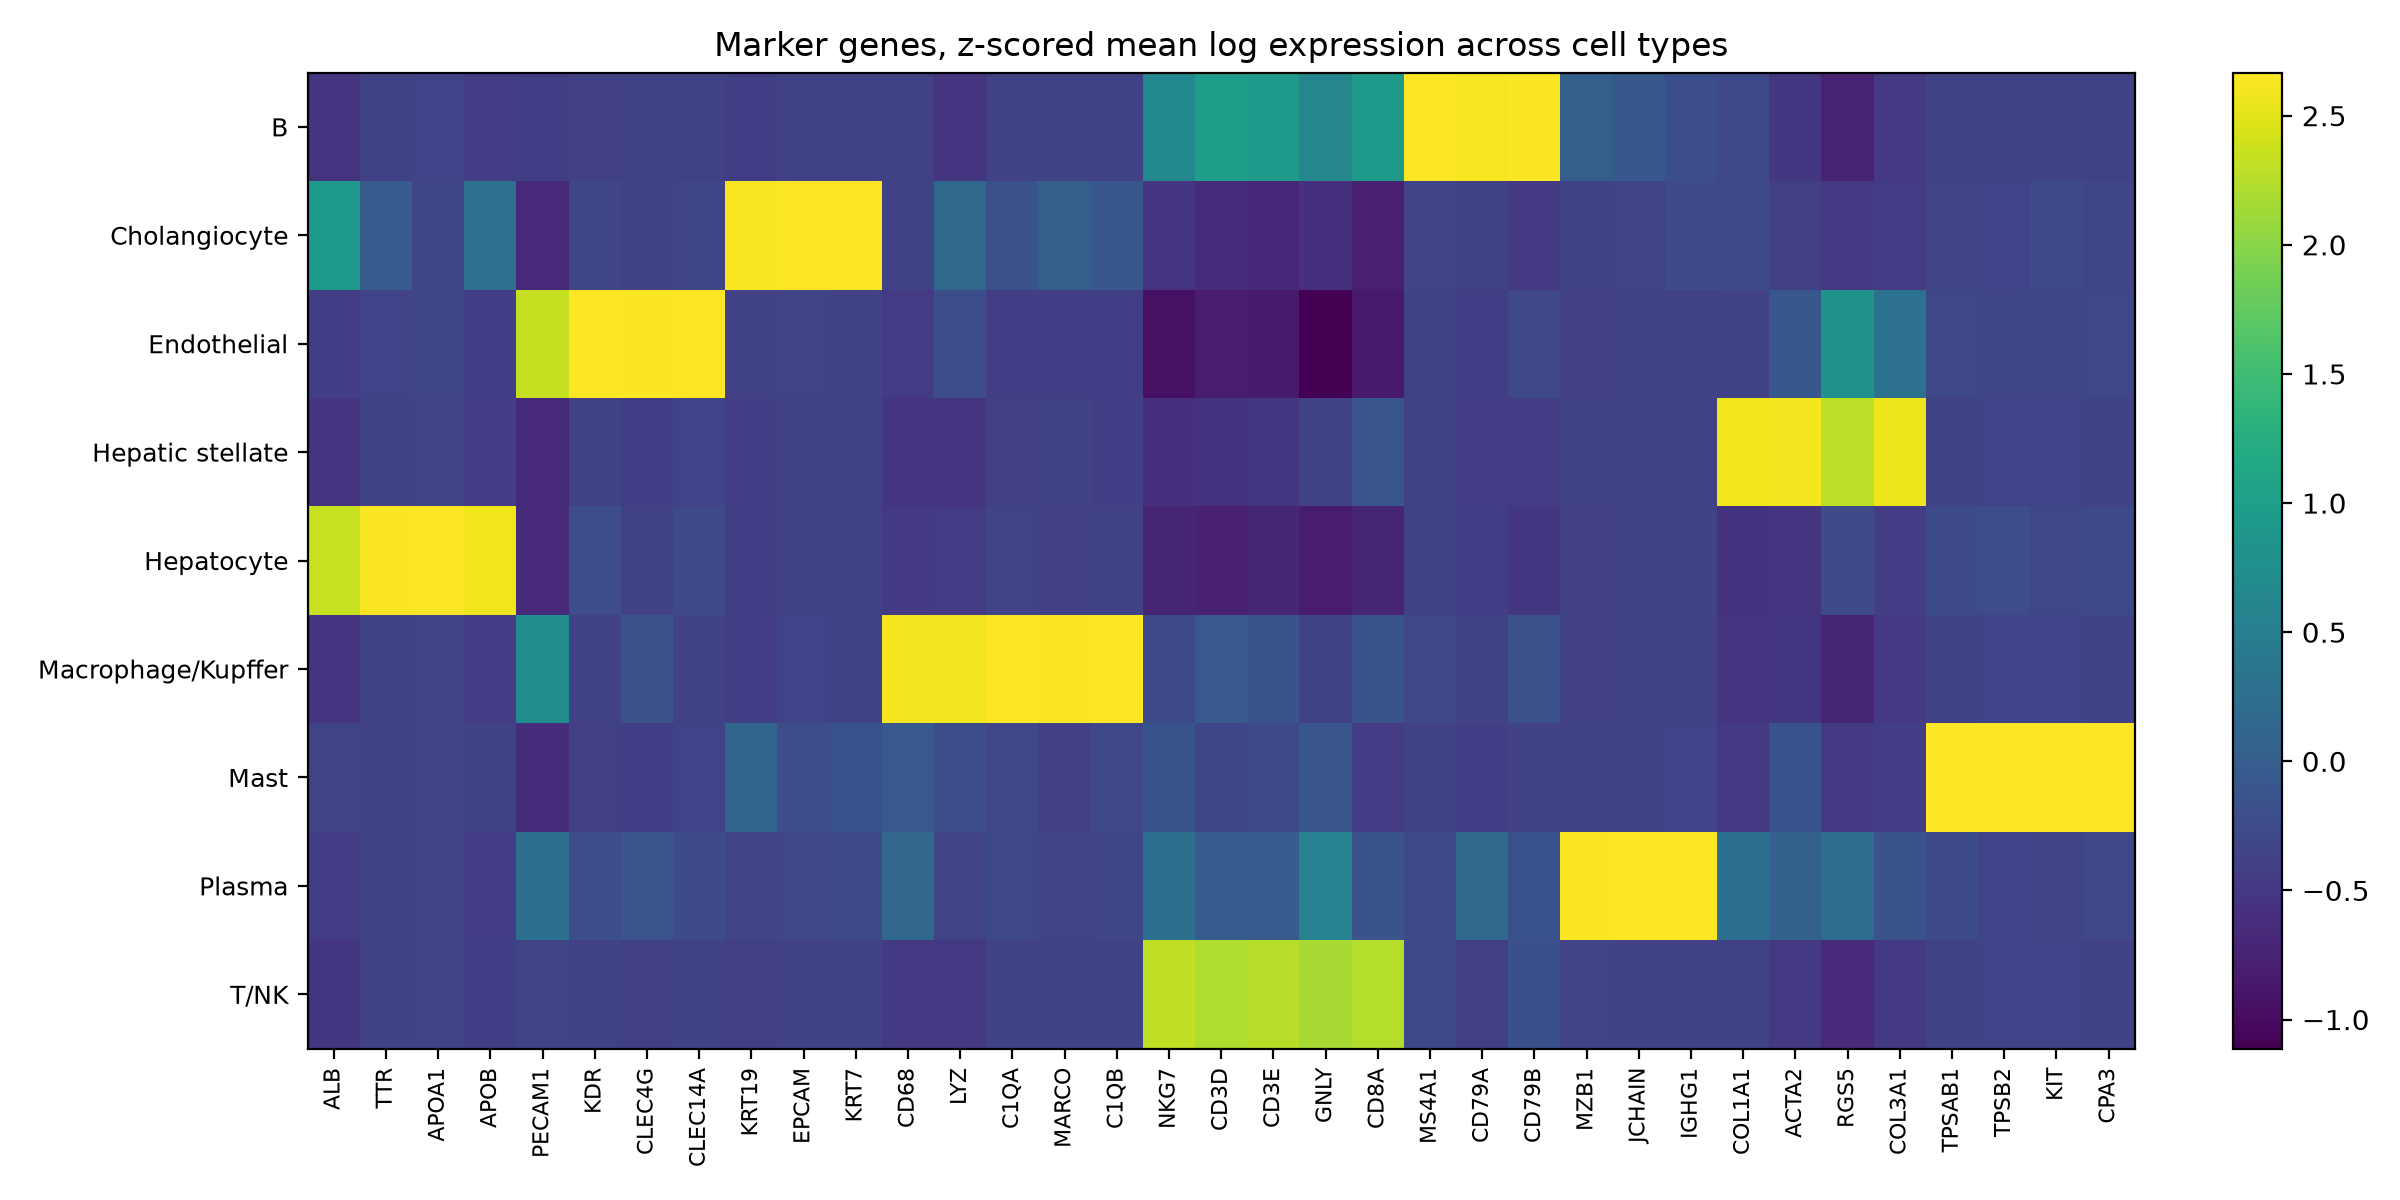 Marker genes, z-scored mean log expression across cell types
B
Cholangiocyte
Endothelial
Hepatic stellate
Hepatocyte
Macrophage/Kupffer
Mast
Plasma
T/NK
ALB
TTR
APOA1
APOB
PECAM1
KDR
CLEC4G
CLEC14A
KRT19
EPCAM
KRT7
CD68
LYZ
C1QA
MARCO
C1QB
NKG7
CD3D
CD3E
GNLY
CD8A
MS4A1
CD79A
CD79B
MZB1
JCHAIN
IGHG1
COL1A1
ACTA2
RGS5
COL3A1
TPSAB1
TPSB2
KIT
CPA3
2.5
2.0
1.5
1.0
0.5
0.0
−0.5
−1.0